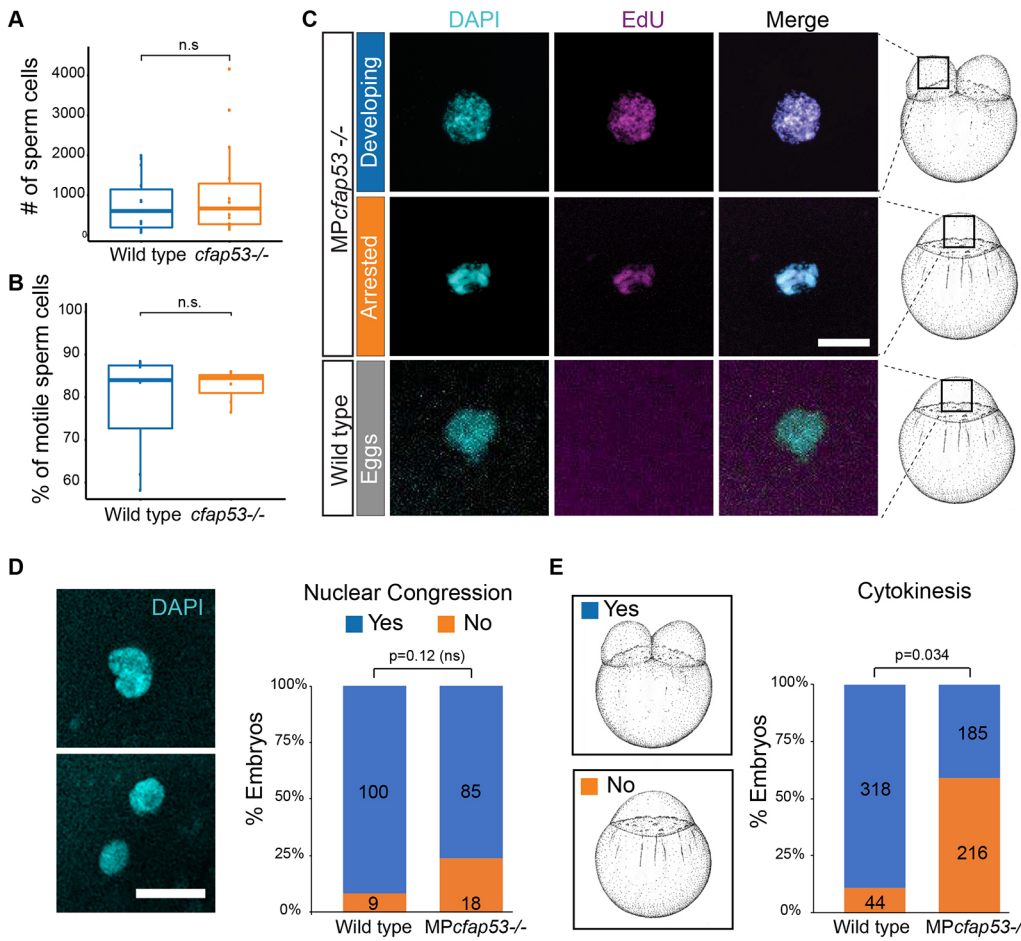 A
n.s
# of sperm cells
4000
3000
2000
1000
0
Wild type
cfap53-/-
B
n.s.
% of motile sperm cells
100
90
80
70
60
Wild type
cfap53-/-
C
DAPI
EdU
Merge
MPcfap53 -/-
Developing
Arrested
Wild type
Eggs
D
DAPI
Nuclear Congression
Yes
No
p=0.12 (ns)
% Embryos
100%
75%
50%
25%
0%
100
85
9
18
Wild type
MPcfap53-/-
E
Yes
No
Cytokinesis
p=0.034
% Embryos
100%
75%
50%
25%
0%
318
185
44
216
Wild type
MPcfap53-/